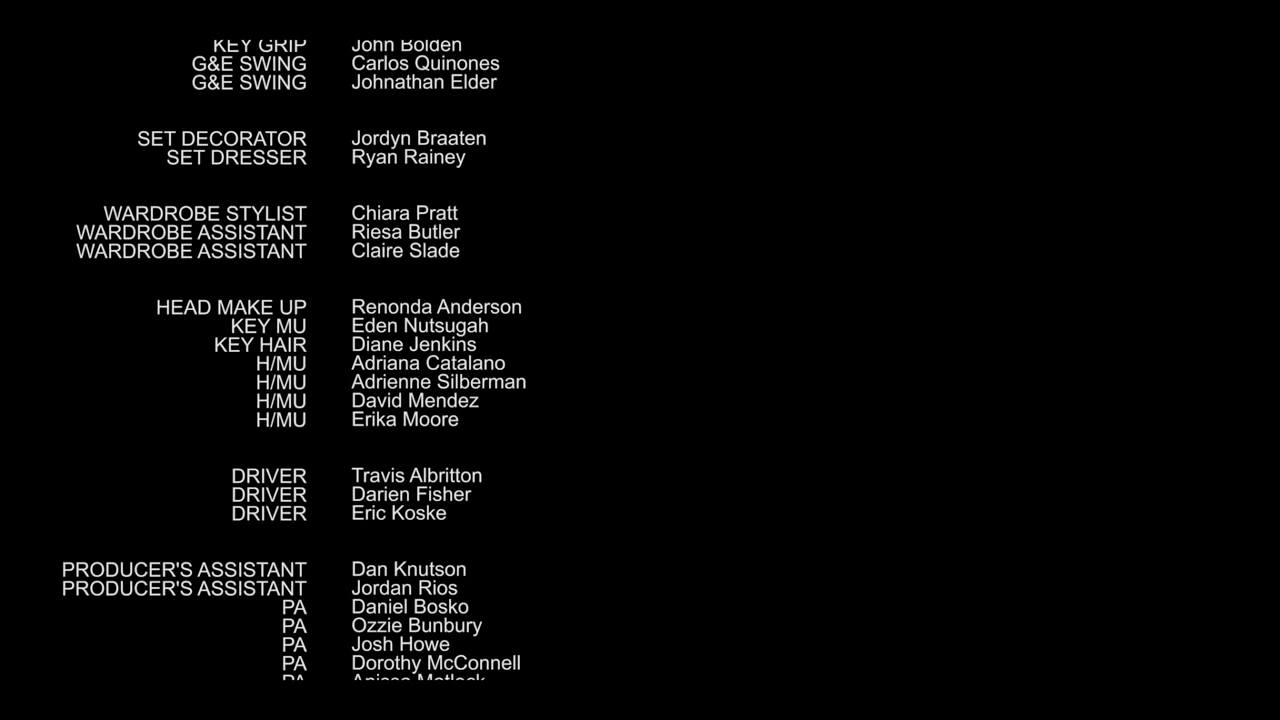 KEY GRIP John Bolden
G&E SWING Carlos Quinones
G&E SWING Johnathan Elder
SET DECORATOR Jordyn Braaten
SET DRESSER Ryan Rainey
WARDROBE STYLIST Chiara Pratt
WARDROBE ASSISTANT Riesa Butler
WARDROBE ASSISTANT Claire Slade
HEAD MAKE UP Renonda Anderson
KEY MU Eden Nutsugah
KEY HAIR Diane Jenkins
H/MU Adriana Catalano
H/MU Adrienne Silberman
H/MU David Mendez
H/MU Erika Moore
DRIVER Travis Albritton
DRIVER Darien Fisher
DRIVER Eric Koske
PRODUCER'S ASSISTANT Dan Knutson
PRODUCER'S ASSISTANT Jordan Rios
PA Daniel Bosko
PA Ozzie Bunbury
PA Josh Howe
PA Dorothy McConnell
PA